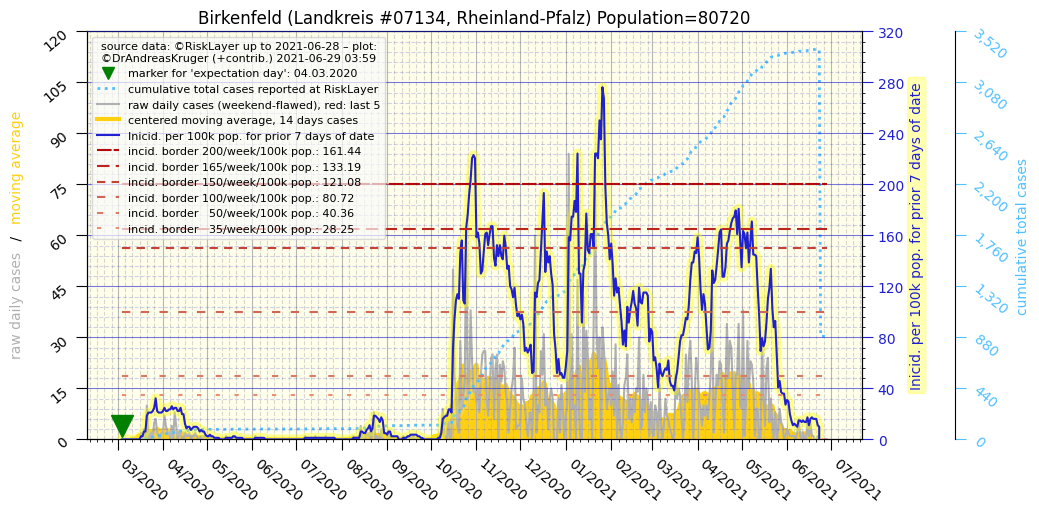 Birkenfeld (Landkreis #07134, Rheinland-Pfalz) Population=80720
source data: ©RiskLayer up to 2021-06-28 – plot:
©DrAndreasKruger (+contrib.) 2021-06-29 03:59
marker for 'expectation day': 04.03.2020
cumulative total cases reported at RiskLayer
raw daily cases (weekend-flawed), red: last 5
centered moving average, 14 days cases
Inicid. per 100k pop. for prior 7 days of date
incid. border 200/week/100k pop.: 161.44
incid. border 165/week/100k pop.: 133.19
incid. border 150/week/100k pop.: 121.08
incid. border 100/week/100k pop.: 80.72
incid. border 50/week/100k pop.: 40.36
incid. border 35/week/100k pop.: 28.25
raw daily cases / moving average
120
105
90
75
60
45
30
15
0
03/2020
04/2020
05/2020
06/2020
07/2020
08/2020
09/2020
10/2020
11/2020
12/2020
01/2021
02/2021
03/2021
04/2021
05/2021
06/2021
07/2021
320
280
240
200
160
120
80
40
0
Inicid. per 100k pop. for prior 7 days of date
3,520
3,080
2,640
2,200
1,760
1,320
880
440
0
cumulative total cases